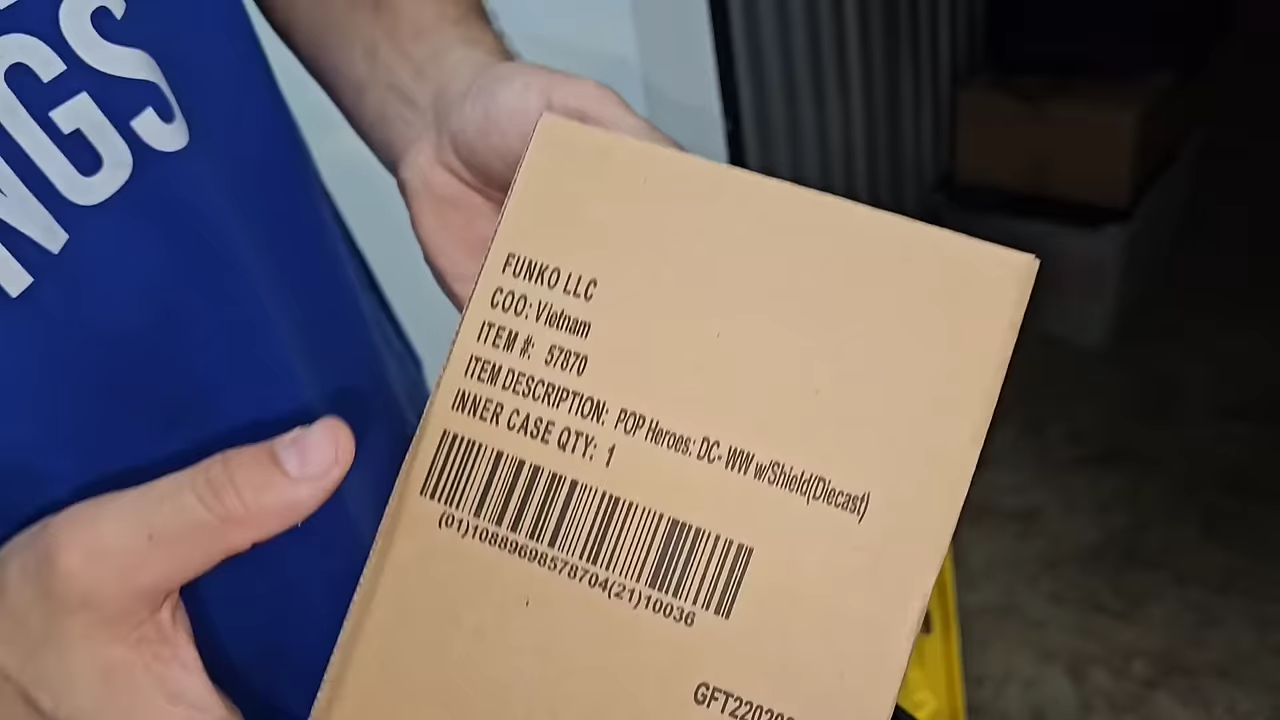 NGS
FUNKO LLC
COO: Vietnam
ITEM #: 57870
ITEM DESCRIPTION: POP Heroes: DC- WW w/Shield(Diecast)
INNER CASE QTY: 1
(01)10889698578704(21)10036